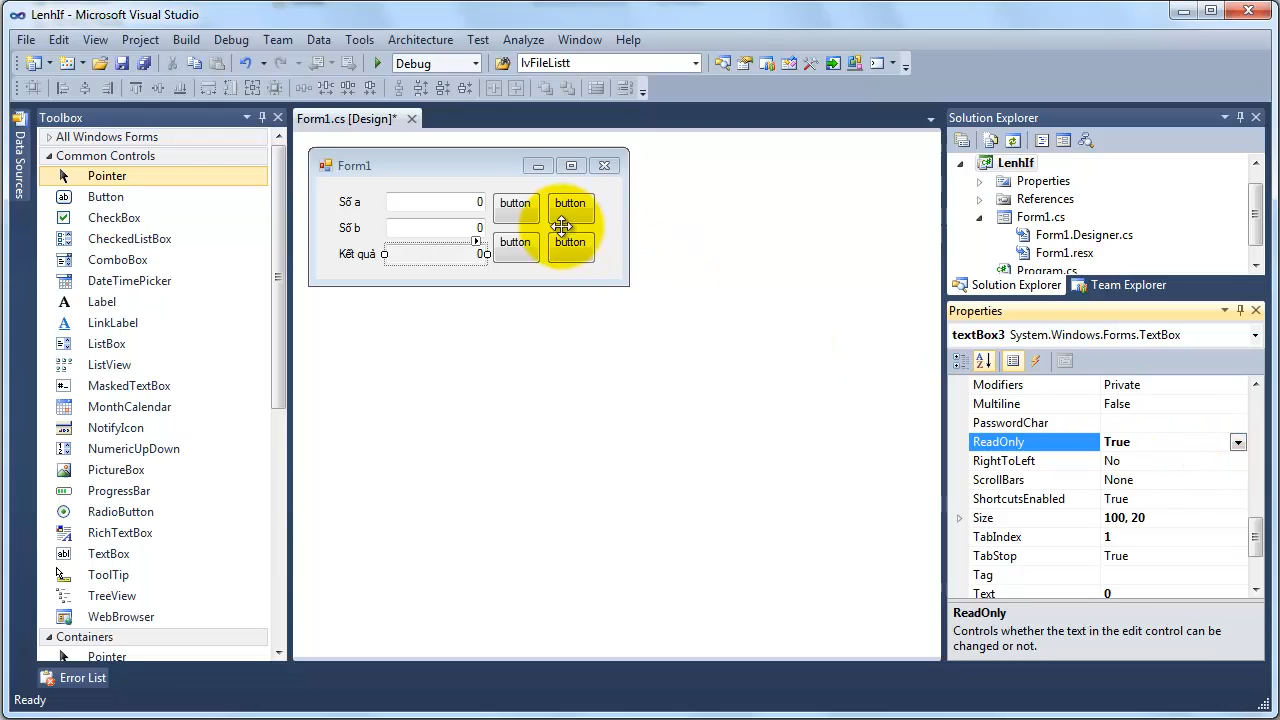 LenhIf - Microsoft Visual Studio
File Edit View Project Build Debug Team Data Tools Architecture Test Analyze Window Help
Debug lvFileListt
Data Sources
Toolbox
All Windows Forms
Common Controls
Pointer
Button
CheckBox
CheckedListBox
ComboBox
DateTimePicker
Label
LinkLabel
ListBox
ListView
MaskedTextBox
MonthCalendar
NotifyIcon
NumericUpDown
PictureBox
ProgressBar
RadioButton
RichTextBox
TextBox
ToolTip
TreeView
WebBrowser
Containers
Pointer
Error List
Ready
Form1.cs [Design]*
Form1
Số a 0 button button
Số b 0
Kết quả 0 button button
Solution Explorer
LenhIf
Properties
References
Form1.cs
Form1.Designer.cs
Form1.resx
Program.cs
Solution Explorer Team Explorer
Properties
textBox3 System.Windows.Forms.TextBox
Modifiers Private
Multiline False
PasswordChar
ReadOnly True
RightToLeft No
ScrollBars None
ShortcutsEnabled True
Size 100, 20
TabIndex 1
TabStop True
Tag
Text 0
ReadOnly
Controls whether the text in the edit control can be
changed or not.